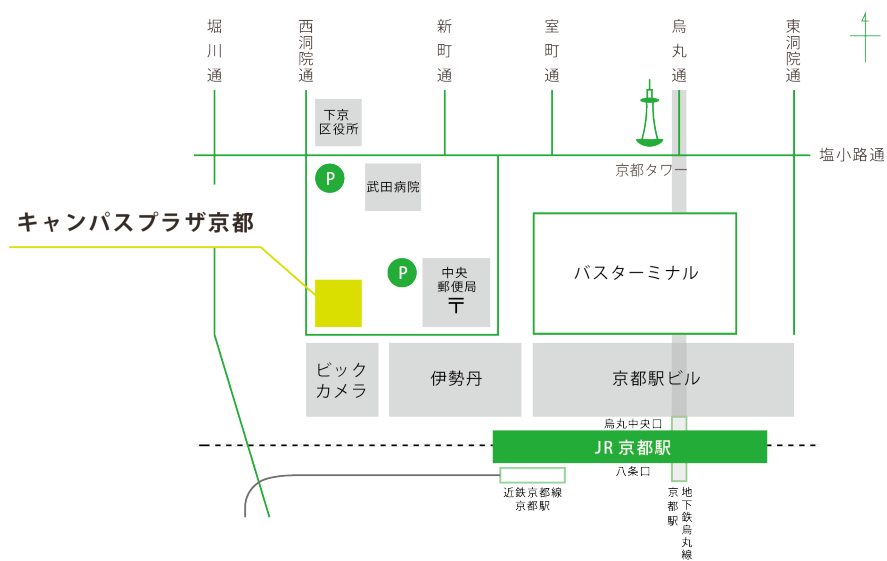 堀川通
西洞院通
新町通
室町通
烏丸通
東洞院通
下京
区役所
塩小路通
京都タワー
P
武田病院
キャンパスプラザ京都
P
中央
郵便局
〒
バスターミナル
ビック
カメラ
伊勢丹
京都駅ビル
烏丸中央口
JR 京都駅
八条口
近鉄京都線
京都駅
地下鉄烏丸線
京都駅